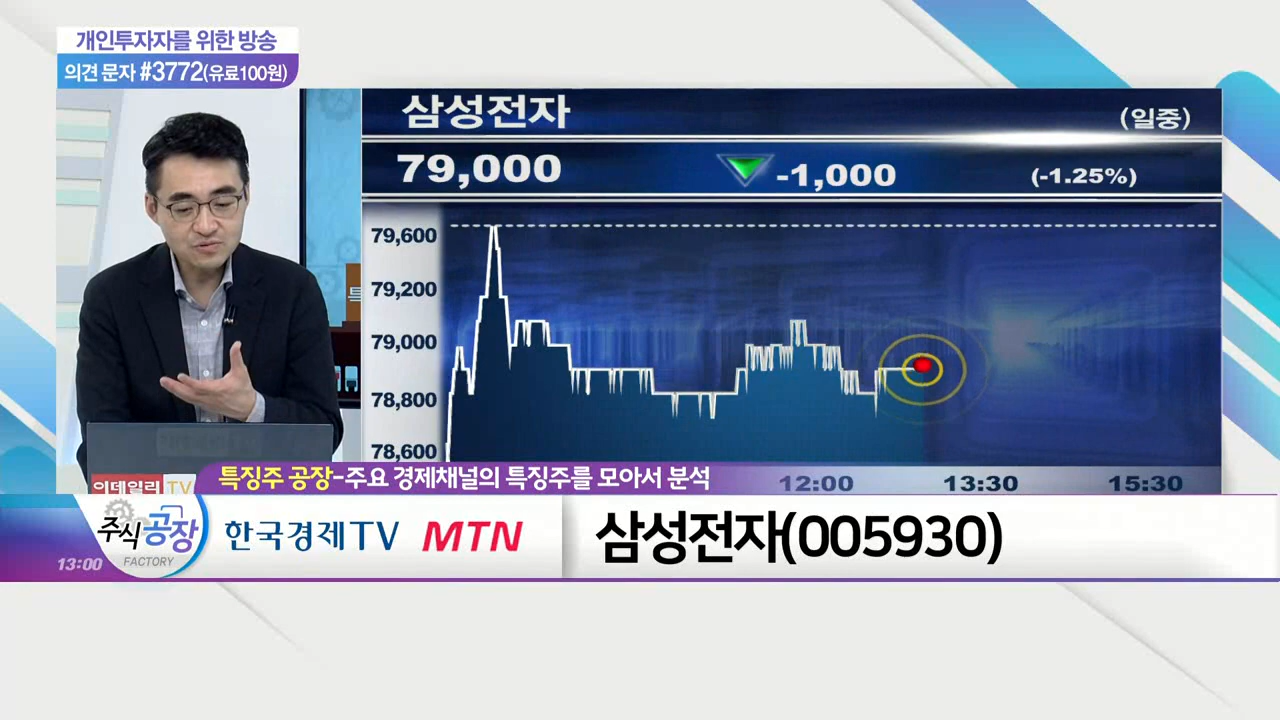 개인투자자를 위한 방송
의견 문자 #3772(유료100원)
삼성전자
(일중)
79,000
-1,000
(-1.25%)
79,600
79,200
79,000
78,800
78,600
12:00
13:30
15:30
특
이데일리 TV
특징주 공장-주요 경제채널의 특징주를 모아서 분석
13:00
주식공장
FACTORY
한국경제TV
MTN
삼성전자(005930)